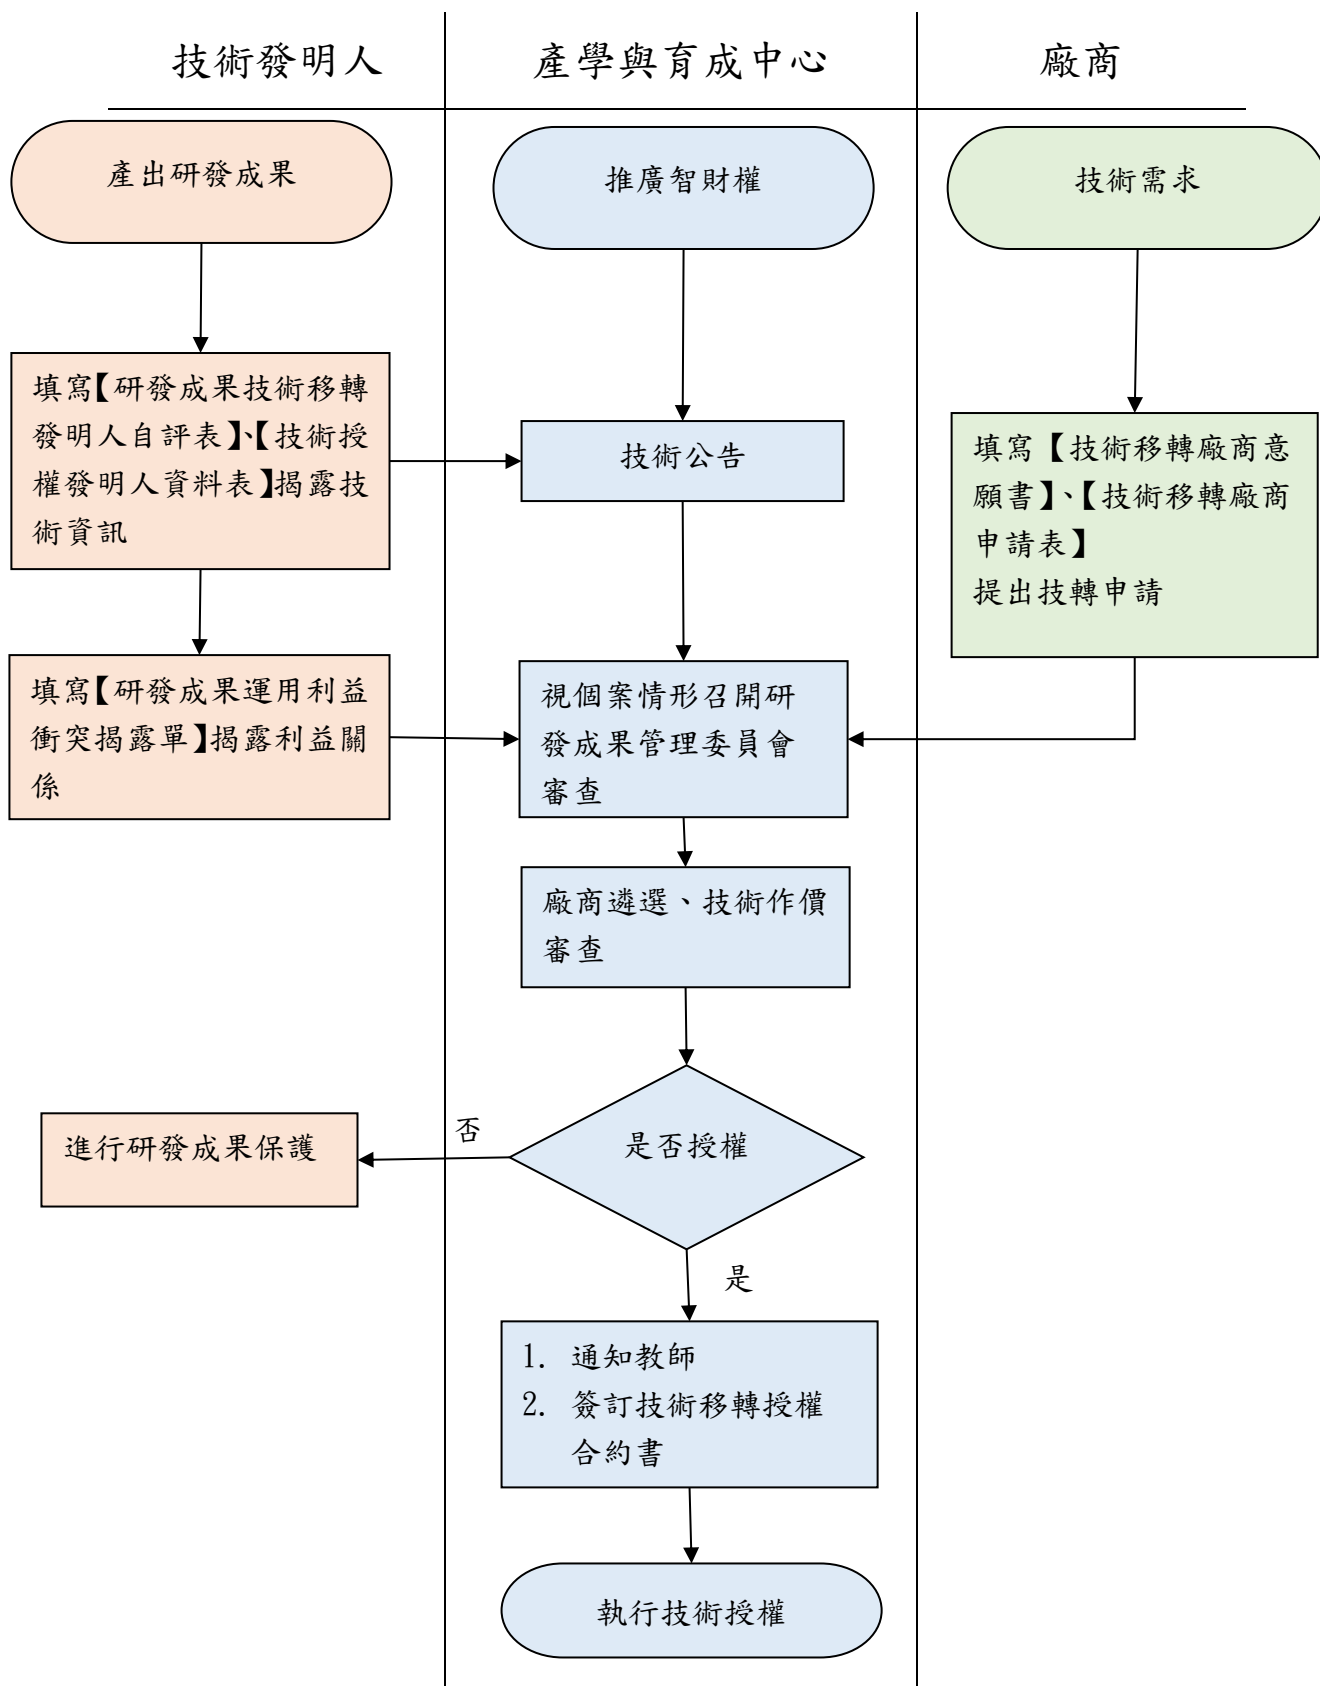 技術發明人
產學與育成中心
廠商
產出研發成果
推廣智財權
技術需求
填寫【研發成果技術移轉
發明人自評表】、【技術授
權發明人資料表】揭露技
術資訊
技術公告
填寫【技術移轉廠商意
願書】、【技術移轉廠商
申請表】
提出技轉申請
填寫【研發成果運用利益
衝突揭露單】揭露利益關
係
視個案情形召開研
發成果管理委員會
審查
廠商遴選、技術作價
審查
是否授權
否
進行研發成果保護
是
1. 通知教師
2. 簽訂技術移轉授權
合約書
執行技術授權